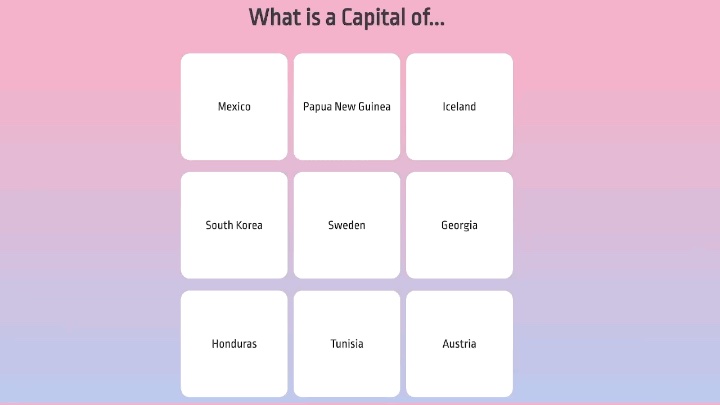 What is a Capital of...
Mexico
Papua New Guinea
Iceland
South Korea
Sweden
Georgia
Honduras
Tunisia
Austria